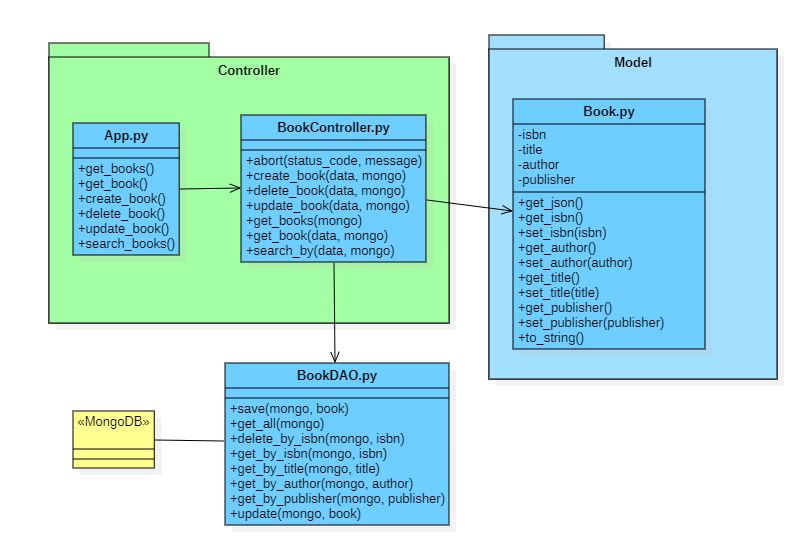 Controller
App.py
+get_books()
+get_book()
+create_book()
+delete_book()
+update_book()
+search_books()
BookController.py
+abort(status_code, message)
+create_book(data, mongo)
+delete_book(data, mongo)
+update_book(data, mongo)
+get_books(mongo)
+get_book(data, mongo)
+search_by(data, mongo)
Model
Book.py
-isbn
-title
-author
-publisher
+get_json()
+get_isbn()
+set_isbn(isbn)
+get_author()
+set_author(author)
+get_title()
+set_title(title)
+get_publisher()
+set_publisher(publisher)
+to_string()
«MongoDB»
BookDAO.py
+save(mongo, book)
+get_all(mongo)
+delete_by_isbn(mongo, isbn)
+get_by_isbn(mongo, isbn)
+get_by_title(mongo, title)
+get_by_author(mongo, author)
+get_by_publisher(mongo, publisher)
+update(mongo, book)